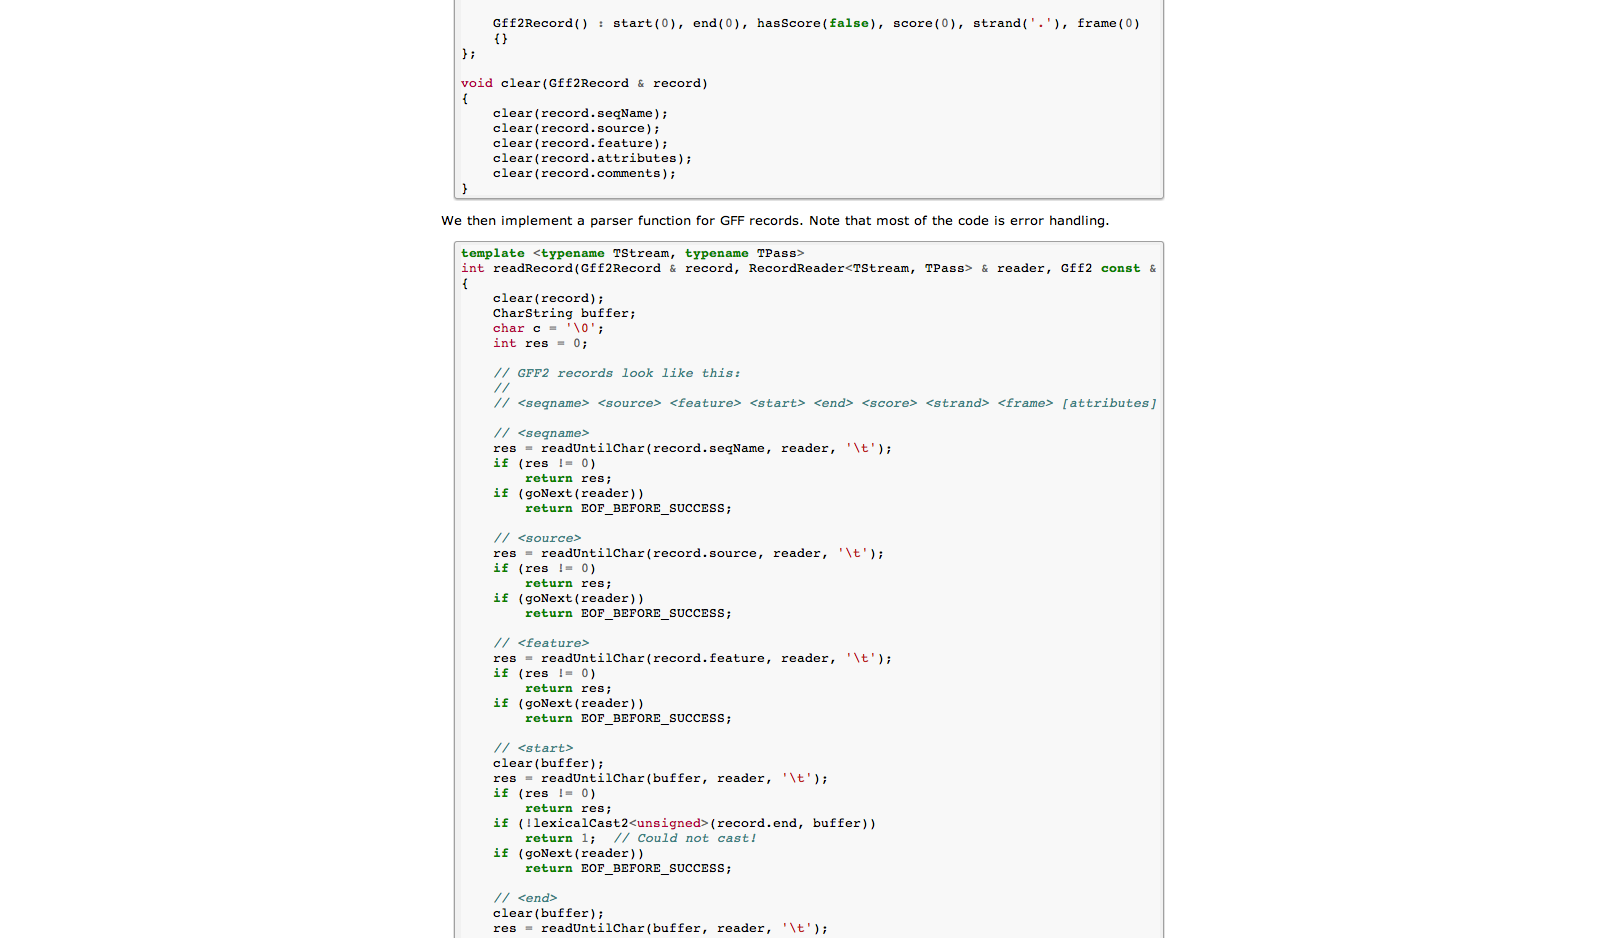 Gff2Record() : start(0), end(0), hasScore(false), score(0), strand('.'), frame(0)
{}
};
void clear(Gff2Record & record)
{
clear(record.seqName);
clear(record.source);
clear(record.feature);
clear(record.attributes);
clear(record.comments);
}
We then implement a parser function for GFF records. Note that most of the code is error handling.
template <typename TStream, typename TPass>
int readRecord(Gff2Record & record, RecordReader<TStream, TPass> & reader, Gff2 const &
{
clear(record);
CharString buffer;
char c = '\0';
int res = 0;
// GFF2 records look like this:
//
// <seqname> <source> <feature> <start> <end> <score> <strand> <frame> [attributes]
// <seqname>
res = readUntilChar(record.seqName, reader, '\t');
if (res != 0)
return res;
if (goNext(reader))
return EOF_BEFORE_SUCCESS;
// <source>
res = readUntilChar(record.source, reader, '\t');
if (res != 0)
return res;
if (goNext(reader))
return EOF_BEFORE_SUCCESS;
// <feature>
res = readUntilChar(record.feature, reader, '\t');
if (res != 0)
return res;
if (goNext(reader))
return EOF_BEFORE_SUCCESS;
// <start>
clear(buffer);
res = readUntilChar(buffer, reader, '\t');
if (res != 0)
return res;
if (!lexicalCast2<unsigned>(record.end, buffer))
return 1;  // Could not cast!
if (goNext(reader))
return EOF_BEFORE_SUCCESS;
// <end>
clear(buffer);
res = readUntilChar(buffer, reader, '\t');